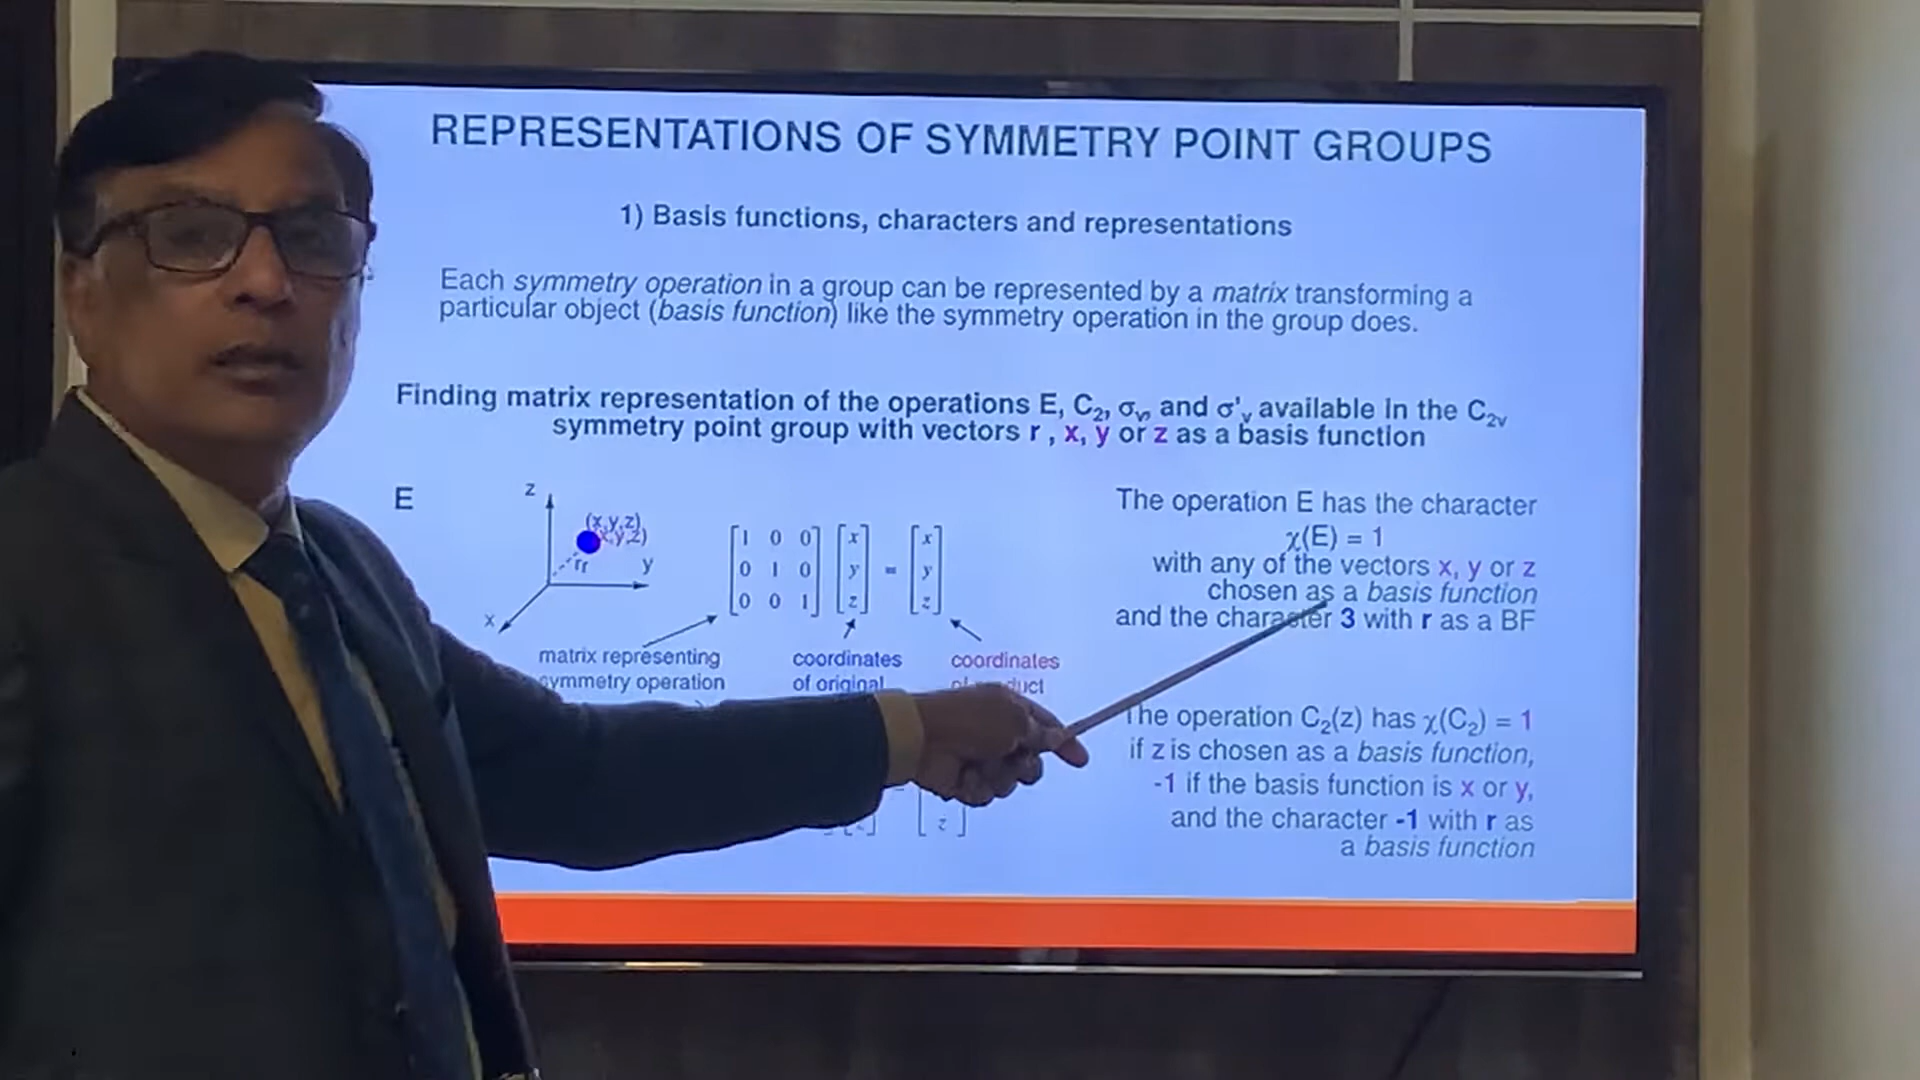 REPRESENTATIONS OF SYMMETRY POINT GROUPS
1) Basis functions, characters and representations
Each symmetry operation in a group can be represented by a matrix transforming a
particular object (basis function) like the symmetry operation in the group does.
Finding matrix representation of the operations E, C₂, σᵥ, and σ'ᵥ available in the C₂ᵥ
symmetry point group with vectors r , x, y or z as a basis function
E
z
(x,y,z)
y
x
1 0 0
0 1 0
0 0 1
x
y
z
=
x
y
z
matrix representing
symmetry operation
coordinates
of original
coordinates
The operation E has the character
χ(E) = 1
with any of the vectors x, y or z
chosen as a basis function
and the character 3 with r as a BF
The operation C₂(z) has χ(C₂) = 1
if z is chosen as a basis function,
-1 if the basis function is x or y,
and the character -1 with r as
a basis function
z